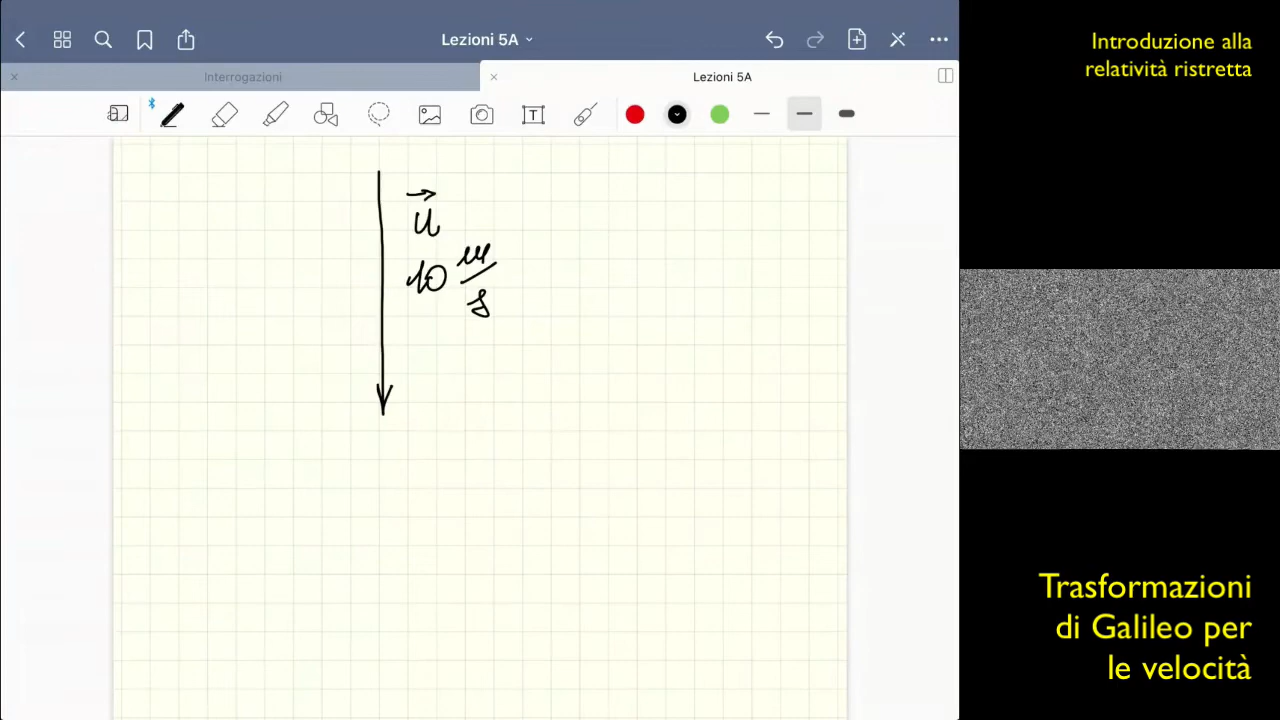 Lezioni 5A
Interrogazioni
Lezioni 5A
T
u
10 m/s
Introduzione alla
relatività ristretta
Trasformazioni
di Galileo per
le velocità